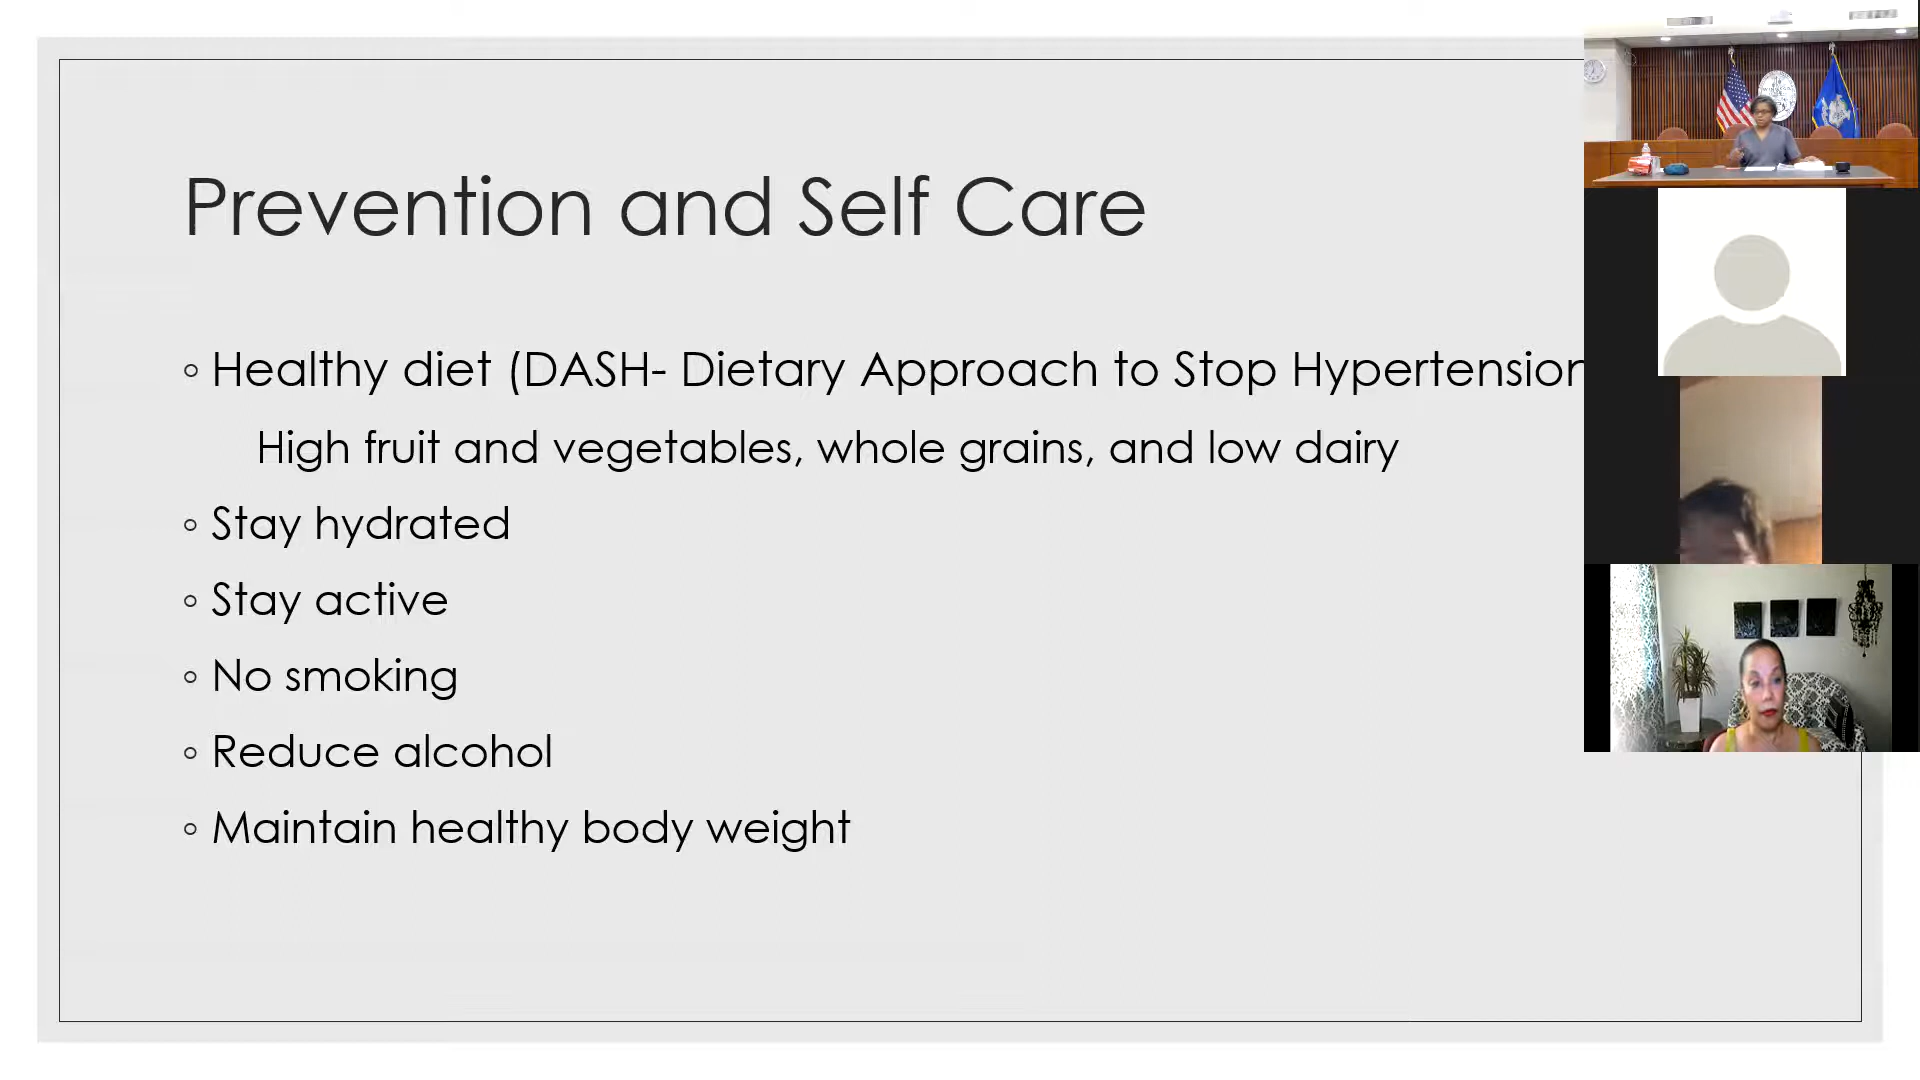 Prevention and Self Care
◦ Healthy diet (DASH- Dietary Approach to Stop Hypertension
High fruit and vegetables, whole grains, and low dairy
◦ Stay hydrated
◦ Stay active
◦ No smoking
◦ Reduce alcohol
◦ Maintain healthy body weight